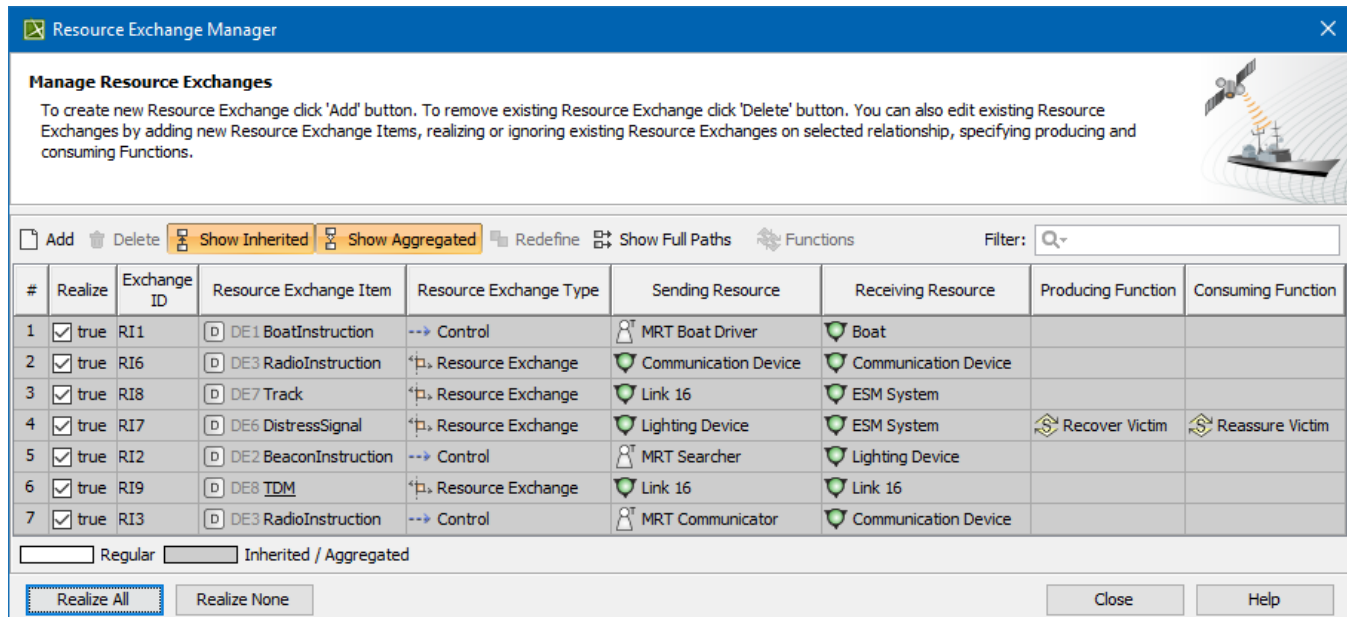 Resource Exchange Manager
Manage Resource Exchanges
To create new Resource Exchange click 'Add' button. To remove existing Resource Exchange click 'Delete' button. You can also edit existing Resource
Exchanges by adding new Resource Exchange Items, realizing or ignoring existing Resource Exchanges on selected relationship, specifying producing and
consuming Functions.
Add Delete Show Inherited Show Aggregated Redefine Show Full Paths Functions Filter:
# Realize Exchange ID Resource Exchange Item Resource Exchange Type Sending Resource Receiving Resource Producing Function Consuming Function
1 true RI1 D DE1 BoatInstruction Control MRT Boat Driver Boat
2 true RI6 D DE3 RadioInstruction Resource Exchange Communication Device Communication Device
3 true RI8 D DE7 Track Resource Exchange Link 16 ESM System
4 true RI7 D DE6 DistressSignal Resource Exchange Lighting Device ESM System S Recover Victim S Reassure Victim
5 true RI2 D DE2 BeaconInstruction Control MRT Searcher Lighting Device
6 true RI9 D DE8 TDM Resource Exchange Link 16 Link 16
7 true RI3 D DE3 RadioInstruction Control MRT Communicator Communication Device
Regular Inherited / Aggregated
Realize All Realize None Close Help